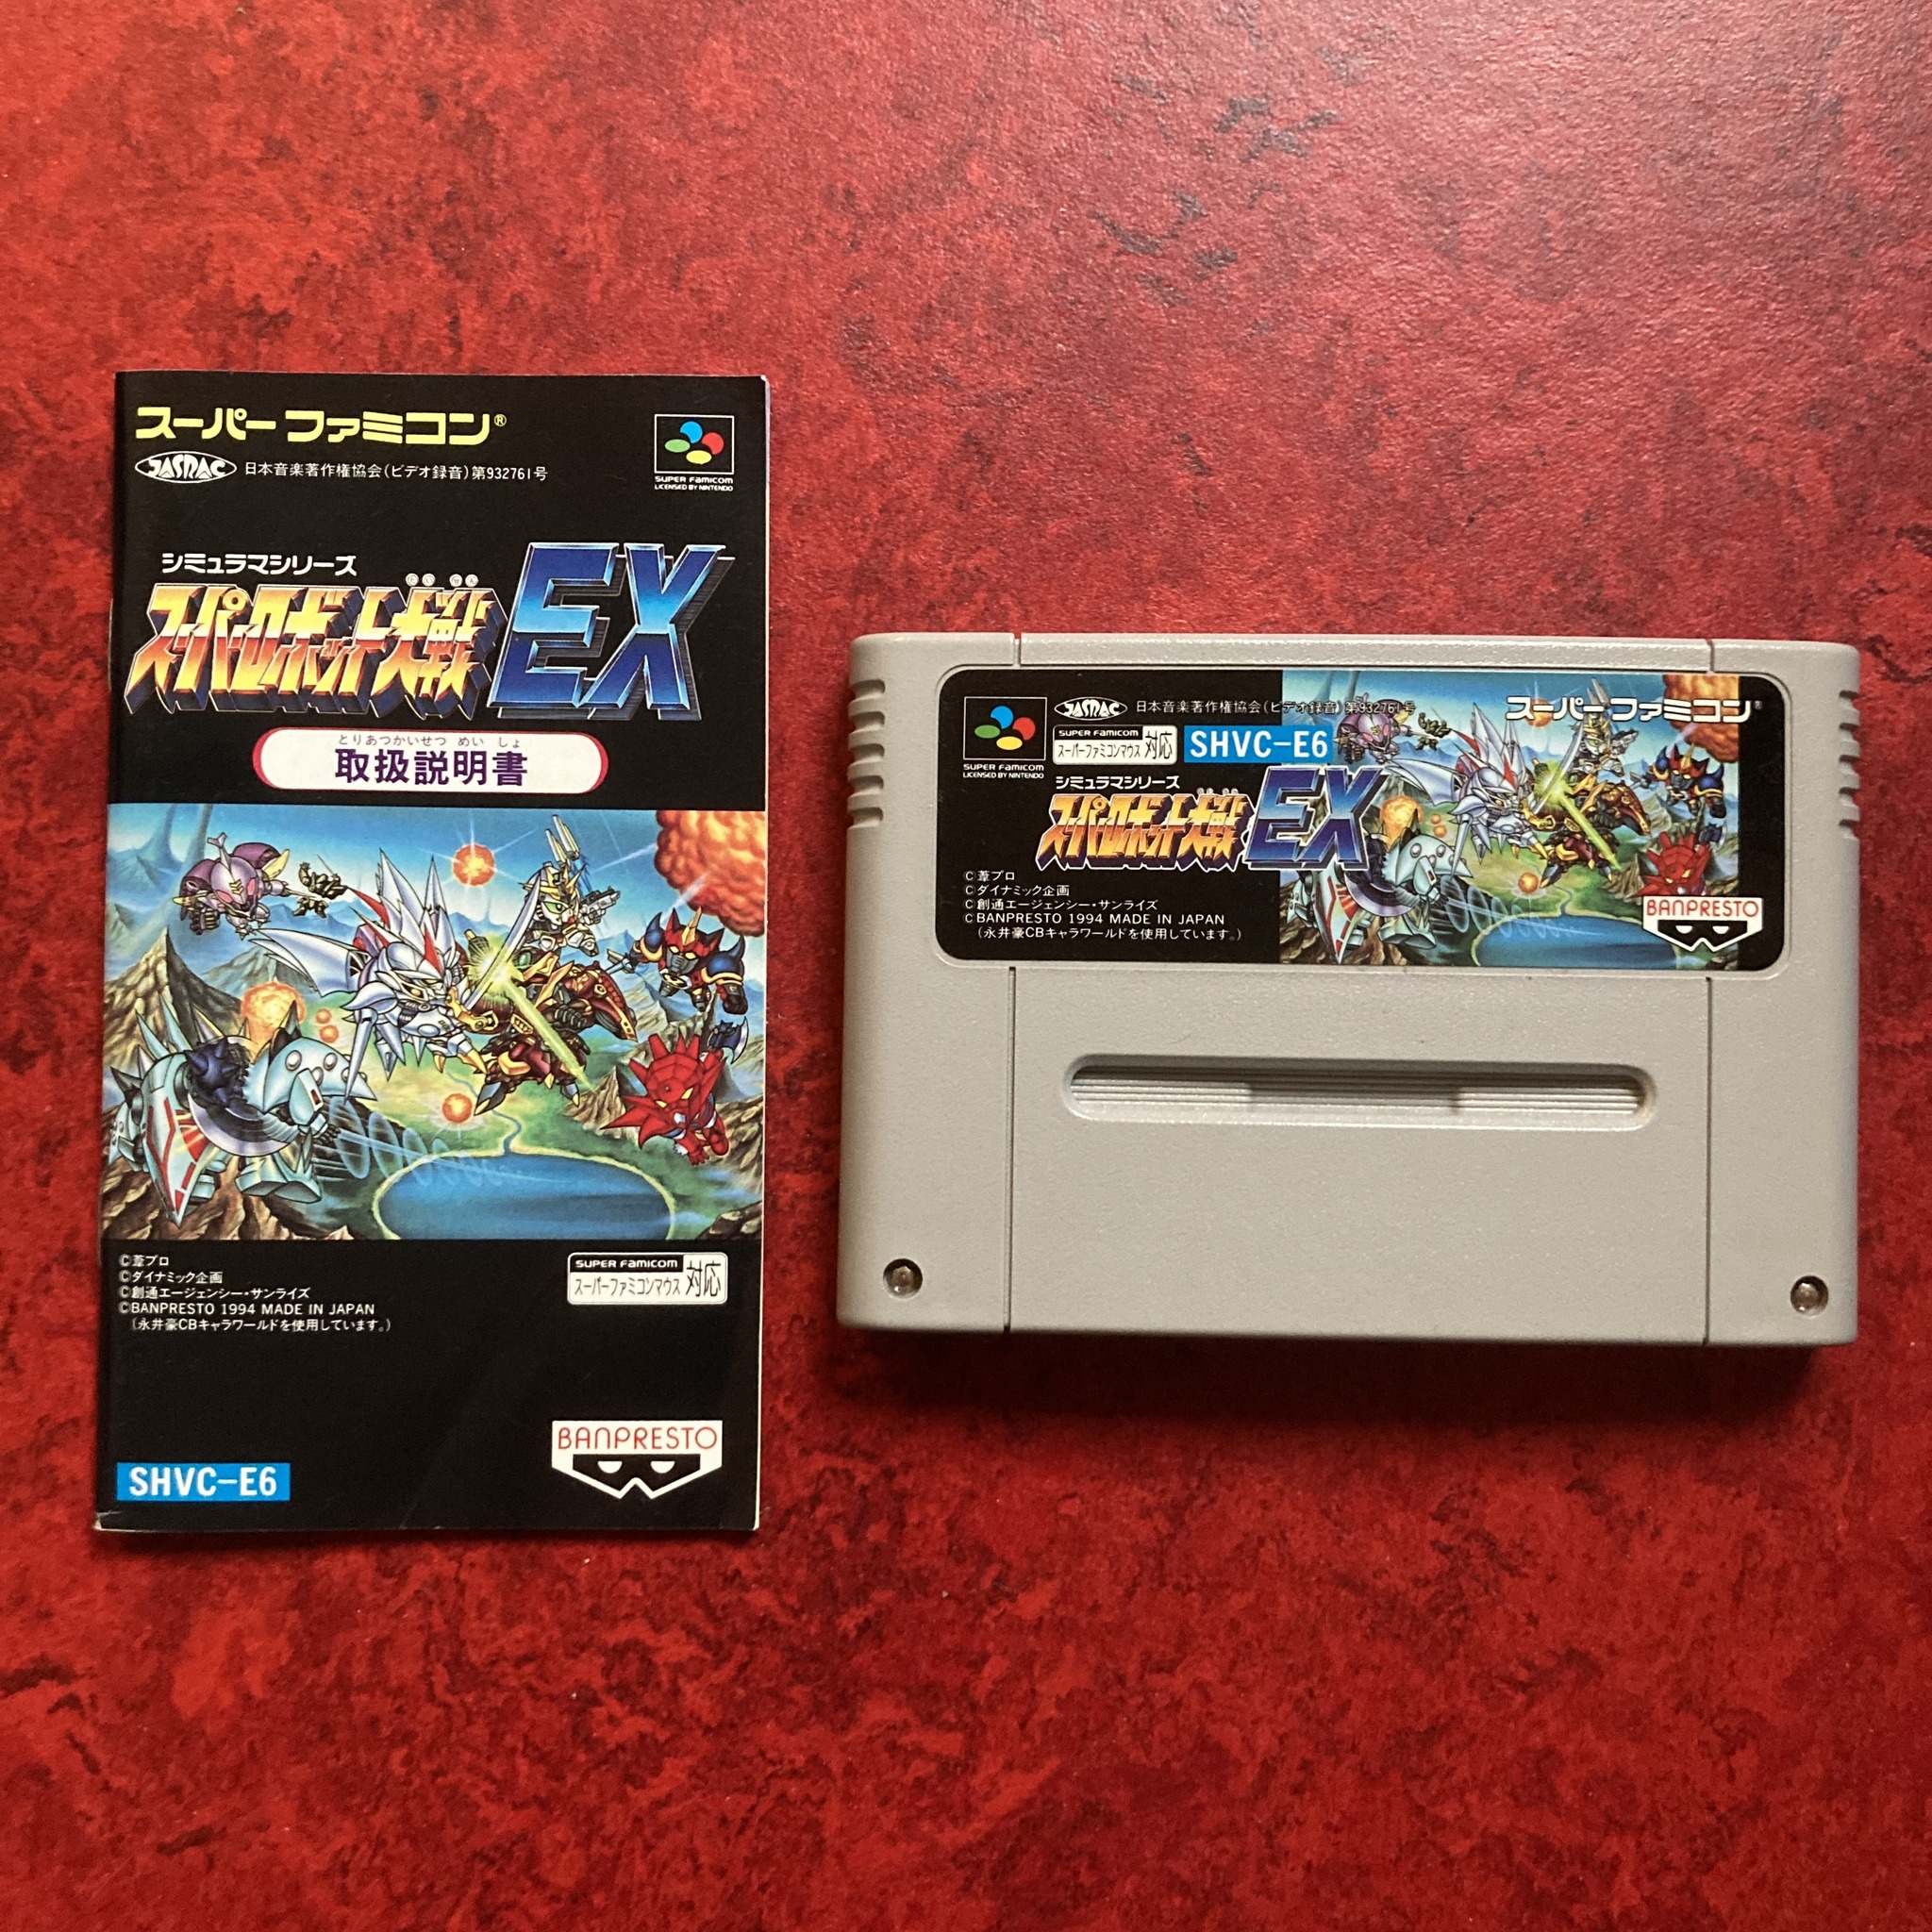 スーパーファミコン®
JASRAC 日本音楽著作権協会(ビデオ録音)第932761号
SUPER FAMICOM
LICENSED BY NINTENDO
シミュラマシリーズ
たい せん
スーパーロボット大戦EX
とりあつかいせつ めい しょ
取扱説明書
©葦プロ
©ダイナミック企画
©創通エージェンシー・サンライズ
©BANPRESTO 1994 MADE IN JAPAN
(永井豪CBキャラワールドを使用しています。)
SUPER FAMICOM
スーパーファミコンマウス 対応
BANPRESTO
SHVC-E6
JASRAC 日本音楽著作権協会(ビデオ録音)第932761号
スーパーファミコン®
SUPER FAMICOM
スーパーファミコンマウス 対応
SHVC-E6
SUPER FAMICOM
LICENSED BY NINTENDO
シミュラマシリーズ
たい せん
スーパーロボット大戦EX
©葦プロ
©ダイナミック企画
©創通エージェンシー・サンライズ
©BANPRESTO 1994 MADE IN JAPAN
(永井豪CBキャラワールドを使用しています。)
BANPRESTO